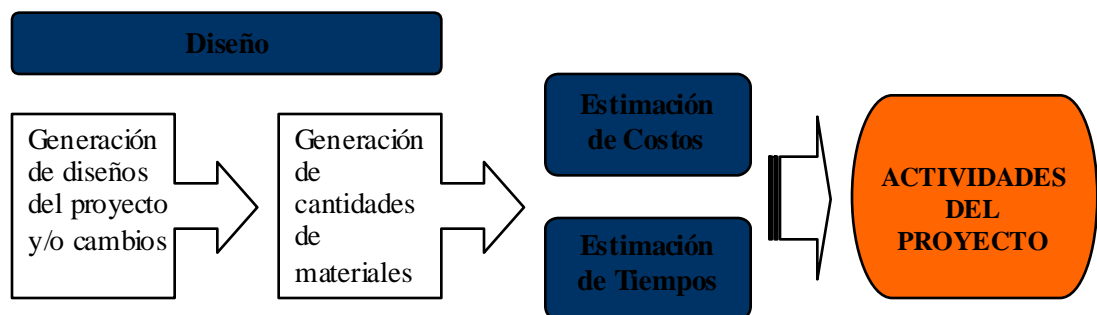 Diseño
Generación
de diseños
del proyecto
y/o cambios
Generación
de
cantidades
de
materiales
Estimación
de Costos
Estimación
de Tiempos
ACTIVIDADES
DEL
PROYECTO